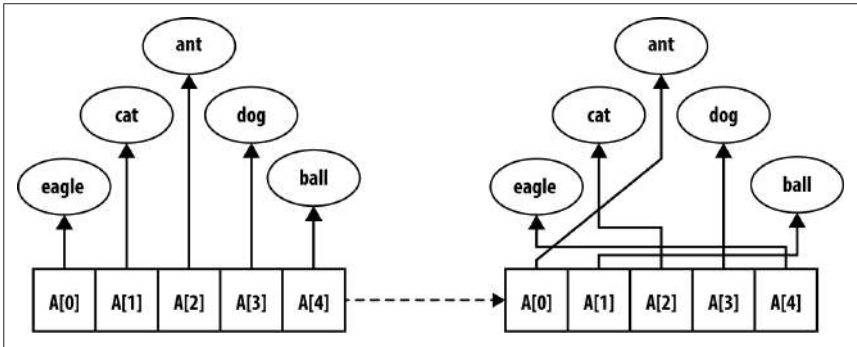 ant
cat
dog
eagle
ball
A[0] A[1] A[2] A[3] A[4]
ant
cat
dog
eagle
ball
A[0] A[1] A[2] A[3] A[4]